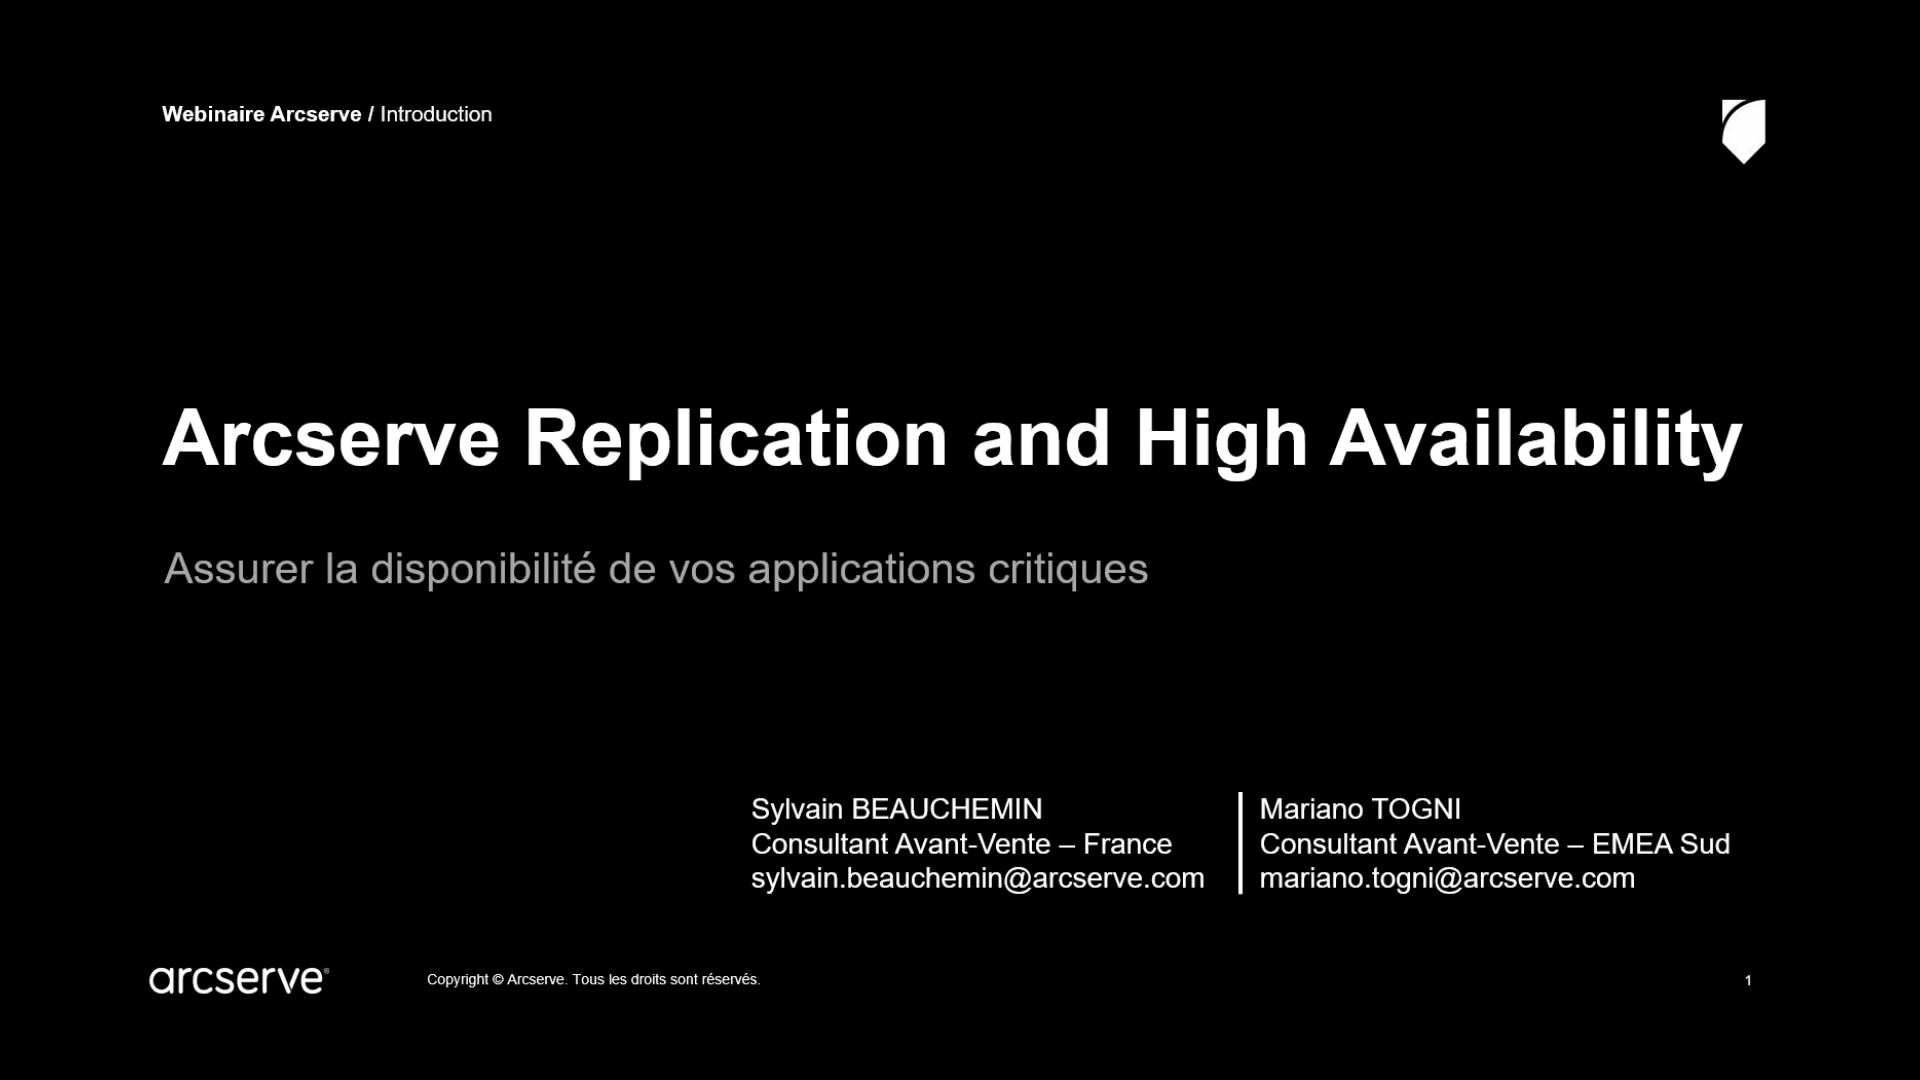 Webinaire Arcserve / Introduction
Arcserve Replication and High Availability
Assurer la disponibilité de vos applications critiques
Sylvain BEAUCHEMIN
Consultant Avant-Vente – France
sylvain.beauchemin@arcserve.com
Mariano TOGNI
Consultant Avant-Vente – EMEA Sud
mariano.togni@arcserve.com
arcserve®
Copyright © Arcserve. Tous les droits sont réservés.
1